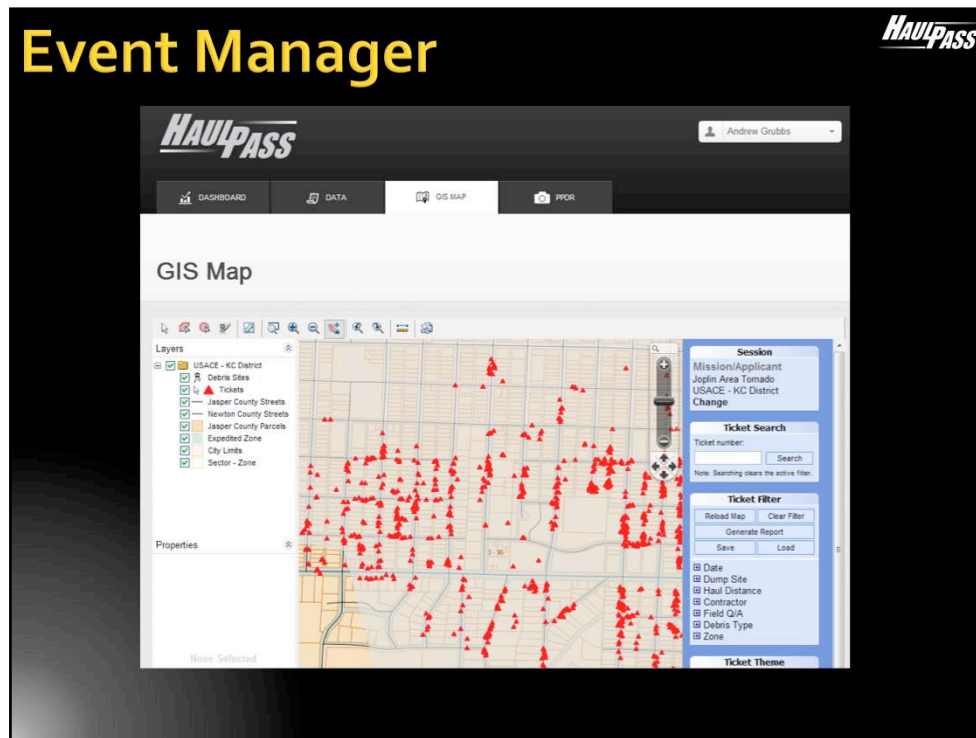 Event Manager
HAULPASS
HAULPASS
Andrew Grubbs
DASHBOARD
DATA
GIS MAP
PPDR
GIS Map
Layers
USACE - KC District
Debris Sites
Tickets
Jasper County Streets
Newton County Streets
Jasper County Parcels
Expedited Zone
City Limits
Sector - Zone
Properties
None Selected
3 - 90
Session
Mission/Applicant
Joplin Area Tornado
USACE - KC District
Change
Ticket Search
Ticket number:
Search
Note: Searching clears the active filter.
Ticket Filter
Reload Map
Clear Filter
Generate Report
Save
Load
Date
Dump Site
Haul Distance
Contractor
Field Q/A
Debris Type
Zone
Ticket Theme